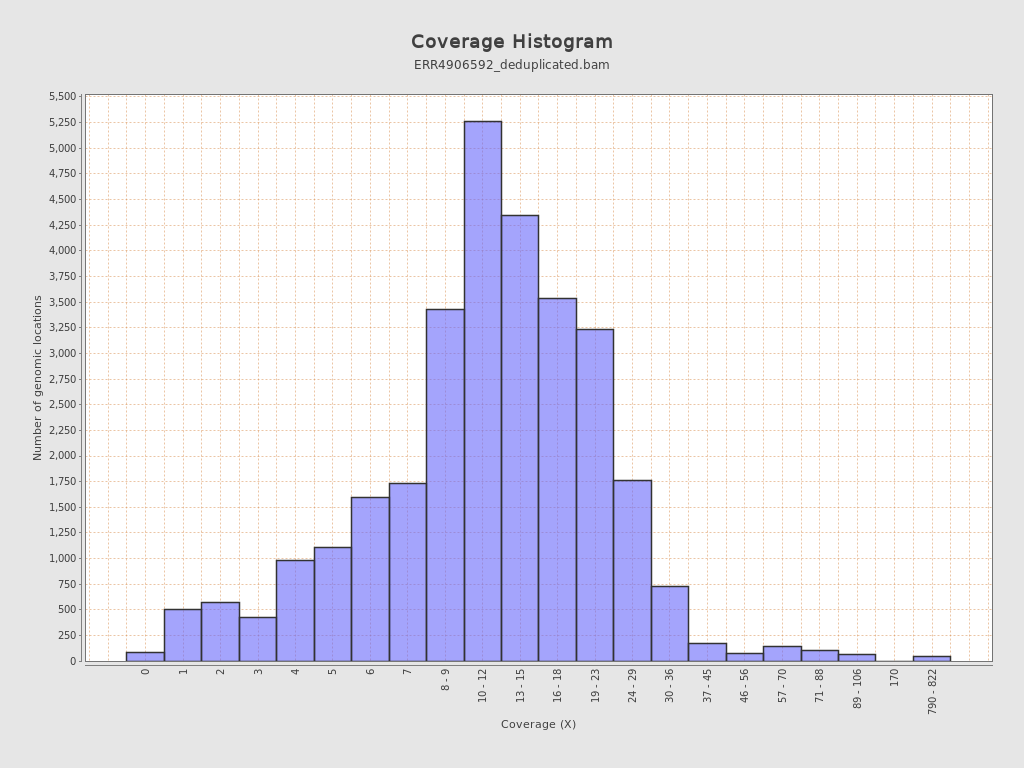 Coverage Histogram
ERR4906592_deduplicated.bam
5,500
5,250
5,000
4,750
4,500
4,250
4,000
3,750
3,500
3,250
3,000
2,750
2,500
2,250
2,000
1,750
1,500
1,250
1,000
750
500
250
0
Number of genomic locations
0
1
2
3
4
5
6
7
8 - 9
10 - 12
13 - 15
16 - 18
19 - 23
24 - 29
30 - 36
37 - 45
46 - 56
57 - 70
71 - 88
89 - 106
170
790 - 822
Coverage (X)